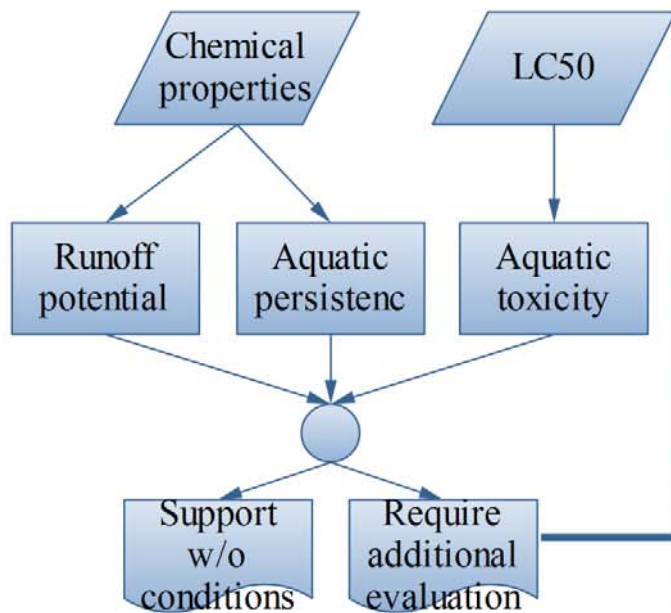 Chemical
properties
LC50
Runoff
potential
Aquatic
persistenc
Aquatic
toxicity
Support
w/o
conditions
Require
additional
evaluation